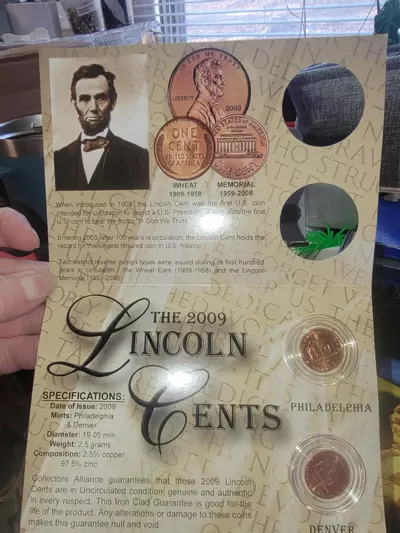 IN GOD WE TRUST
LIBERTY
2009
ONE
CENT
UNITED STATES
OF AMERICA
ONE CENT
WHEAT
1909-1958
MEMORIAL
1959-2008
When introduced in 1909, the Lincoln Cent was the first U.S. coin
intended for circulation to depict a U.S. President. It was also the first
U.S. coin to bear the motto "In God We Trust."
Entering 2009, after 100 years in circulation, the Lincoln Cent holds the
record for the longest running coin in U.S. history!
Two distinct reverse design types were issued during its first hundred
years in circulation: the Wheat Ears (1909-1958) and the Lincoln
Memorial (1959-2008).
THE 2009
LINCOLN
CENTS
SPECIFICATIONS:
Date of Issue: 2009
Mints: Philadelphia
& Denver
Diameter: 19.05 mm
Weight: 2.5 grams
Composition: 2.5% copper
97.5% zinc
PHILADELPHIA
Collectors Alliance guarantees that these 2009 Lincoln
Cents are in Uncirculated condition, genuine and authentic
in every respect. This Iron Clad Guarantee is good for the
life of the product. Any alterations or damage to these coins
makes this guarantee null and void.
DENVER